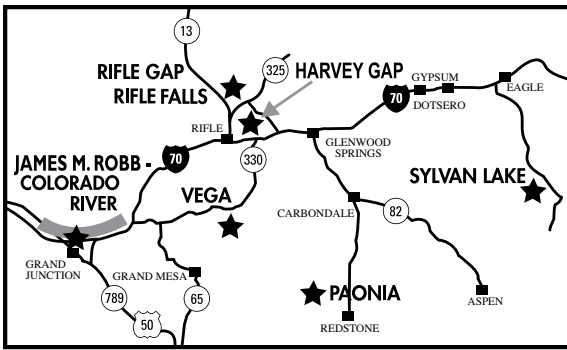 13
RIFLE GAP
RIFLE FALLS
325
HARVEY GAP
GYPSUM
EAGLE
70
DOTSERO
RIFLE
GLENWOOD
SPRINGS
70
330
JAMES M. ROBB -
COLORADO
RIVER
VEGA
SYLVAN LAKE
CARBONDALE
82
GRAND
JUNCTION
GRAND MESA
789
65
50
PAONIA
REDSTONE
ASPEN